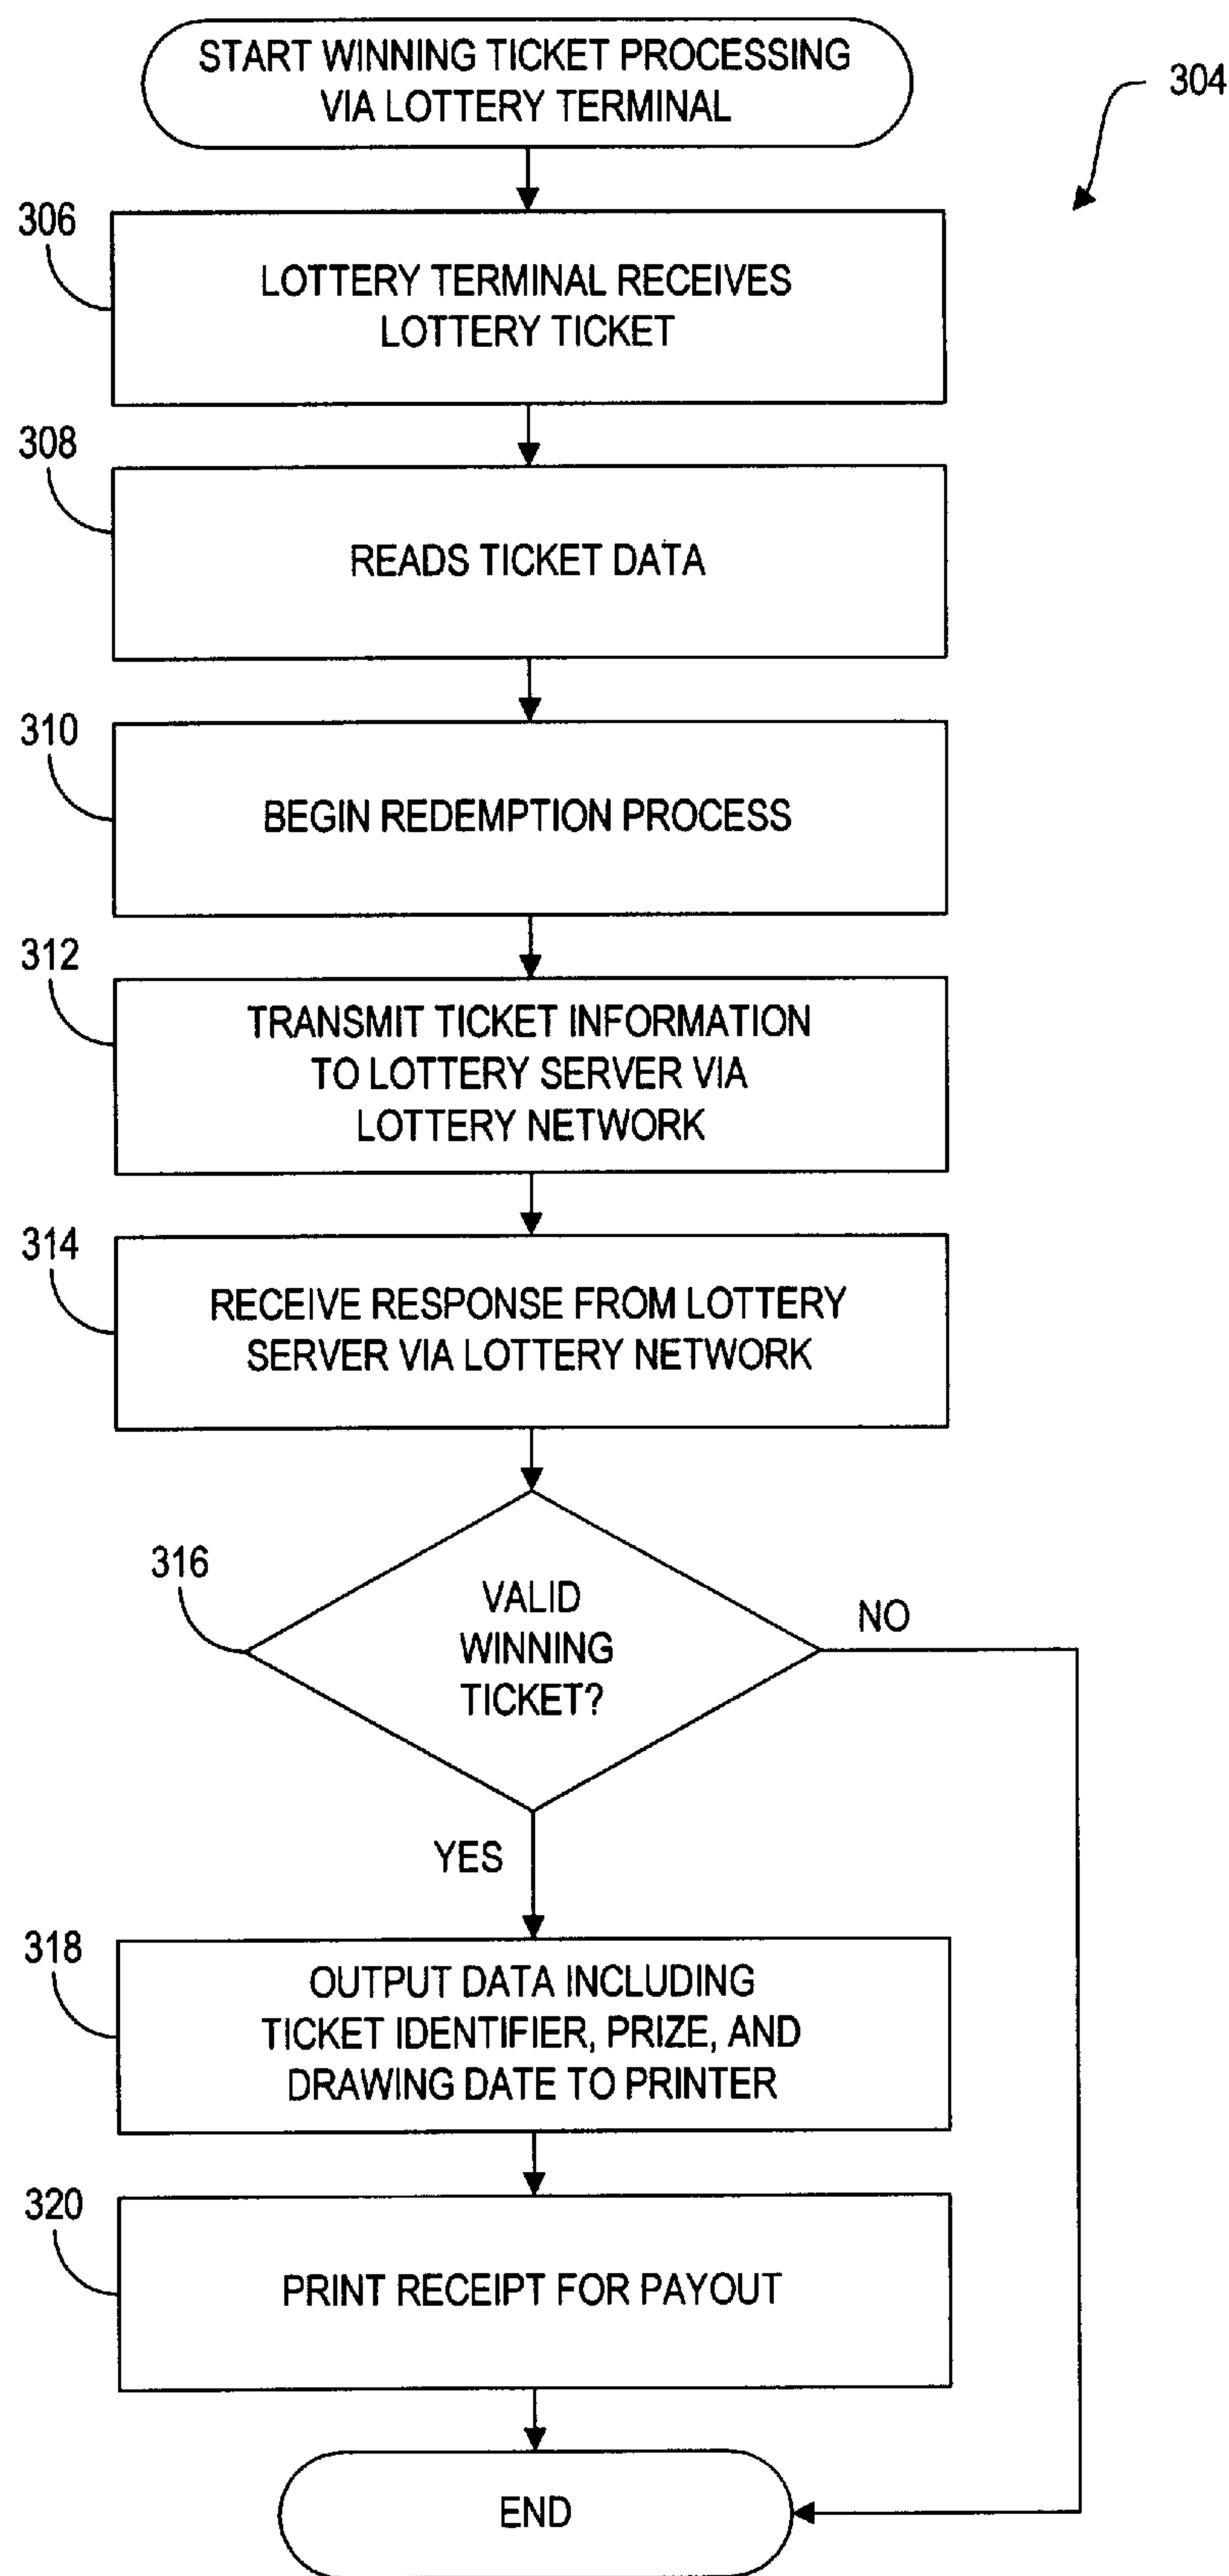 START WINNING TICKET PROCESSING
VIA LOTTERY TERMINAL
304
306
LOTTERY TERMINAL RECEIVES
LOTTERY TICKET
308
READS TICKET DATA
310
BEGIN REDEMPTION PROCESS
312
TRANSMIT TICKET INFORMATION
TO LOTTERY SERVER VIA
LOTTERY NETWORK
314
RECEIVE RESPONSE FROM LOTTERY
SERVER VIA LOTTERY NETWORK
316
VALID
WINNING
TICKET?
NO
YES
318
OUTPUT DATA INCLUDING
TICKET IDENTIFIER, PRIZE, AND
DRAWING DATE TO PRINTER
320
PRINT RECEIPT FOR PAYOUT
END